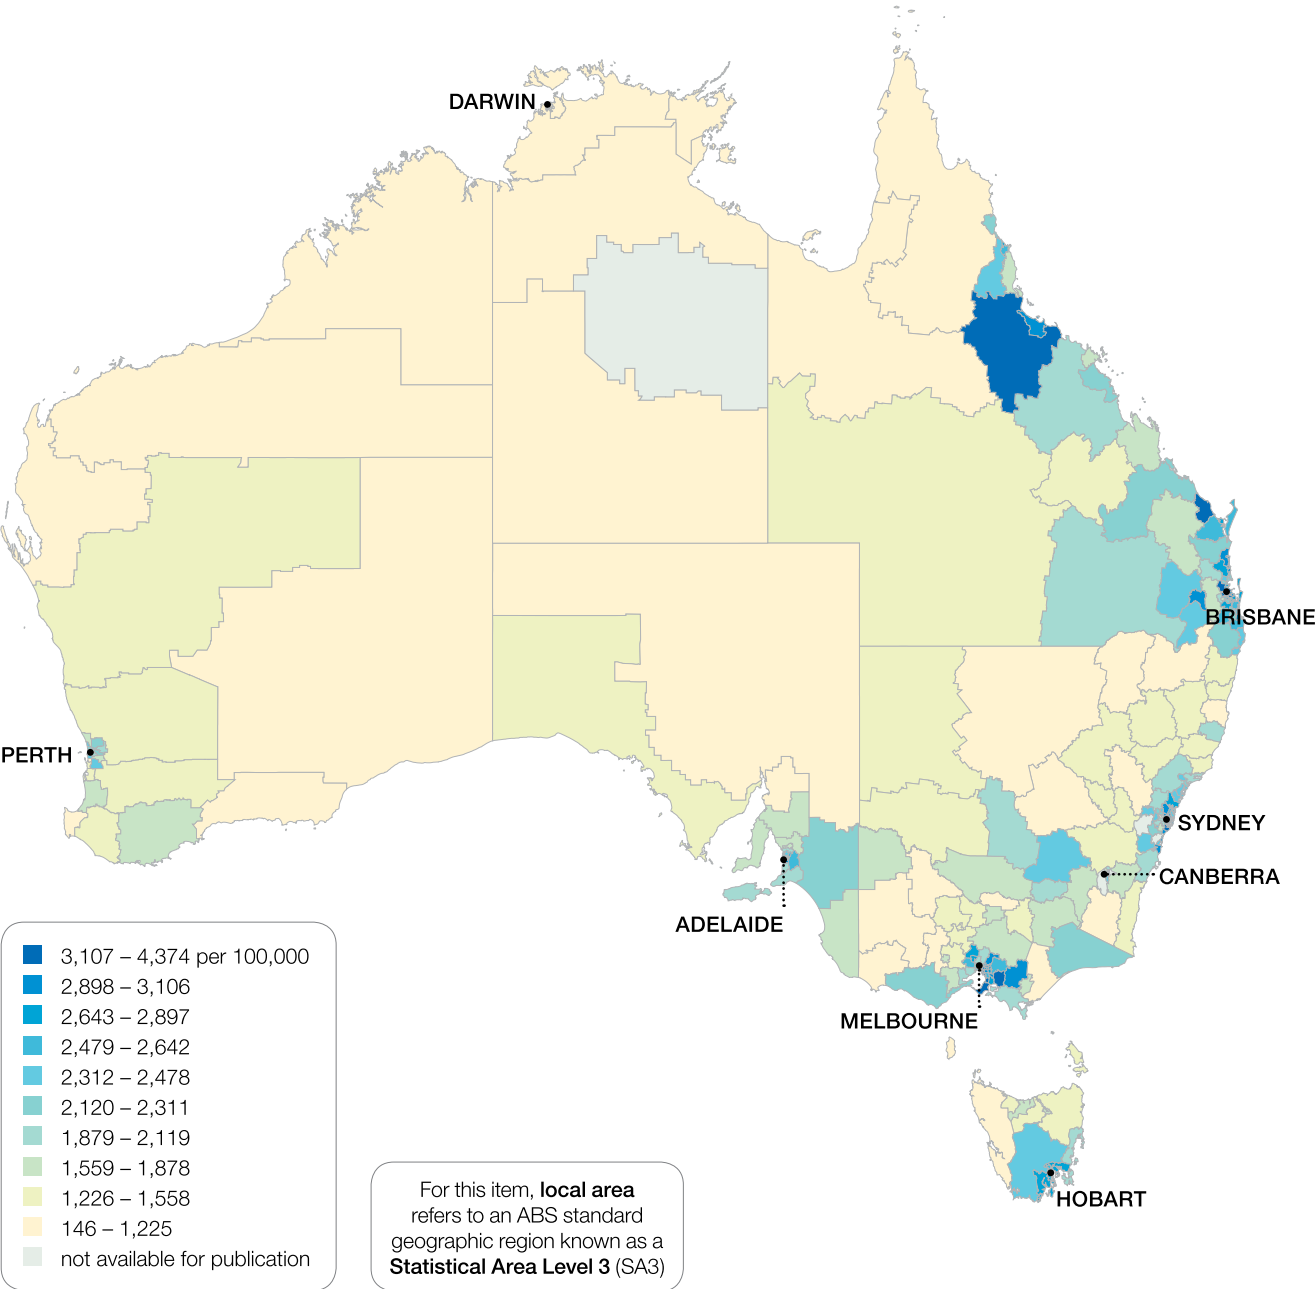 DARWIN
BRISBANE
PERTH
SYDNEY
CANBERRA
ADELAIDE
MELBOURNE
HOBART
3,107 – 4,374 per 100,000
2,898 – 3,106
2,643 – 2,897
2,479 – 2,642
2,312 – 2,478
2,120 – 2,311
1,879 – 2,119
1,559 – 1,878
1,226 – 1,558
146 – 1,225
not available for publication
For this item, local area
refers to an ABS standard
geographic region known as a
Statistical Area Level 3 (SA3)